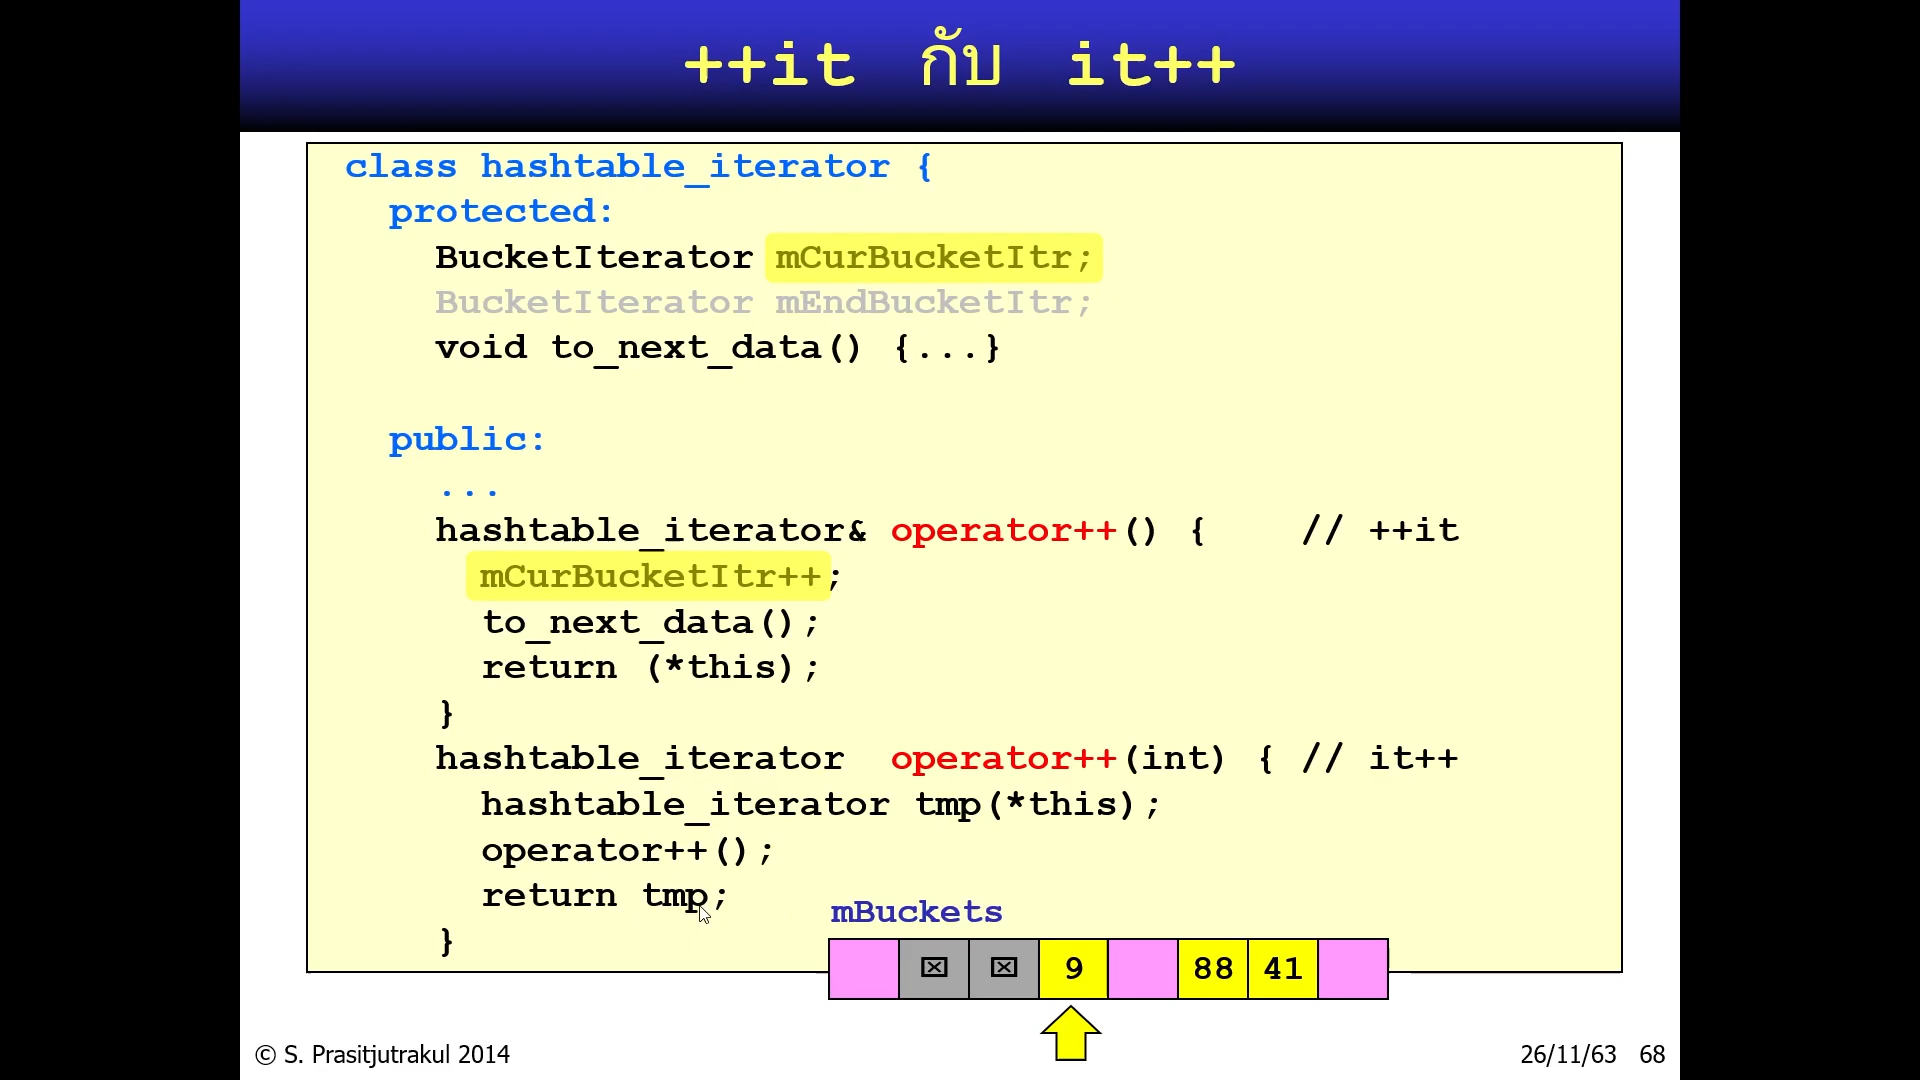 ++it กับ it++
class hashtable_iterator {
protected:
BucketIterator mCurBucketItr;
BucketIterator mEndBucketItr;
void to_next_data() {...}
public:
...
hashtable_iterator& operator++() { // ++it
mCurBucketItr++;
to_next_data();
return (*this);
}
hashtable_iterator operator++(int) { // it++
hashtable_iterator tmp(*this);
operator++();
return tmp;
}
mBuckets
☒ ☒ 9 88 41
© S. Prasitjutrakul 2014
26/11/63 68